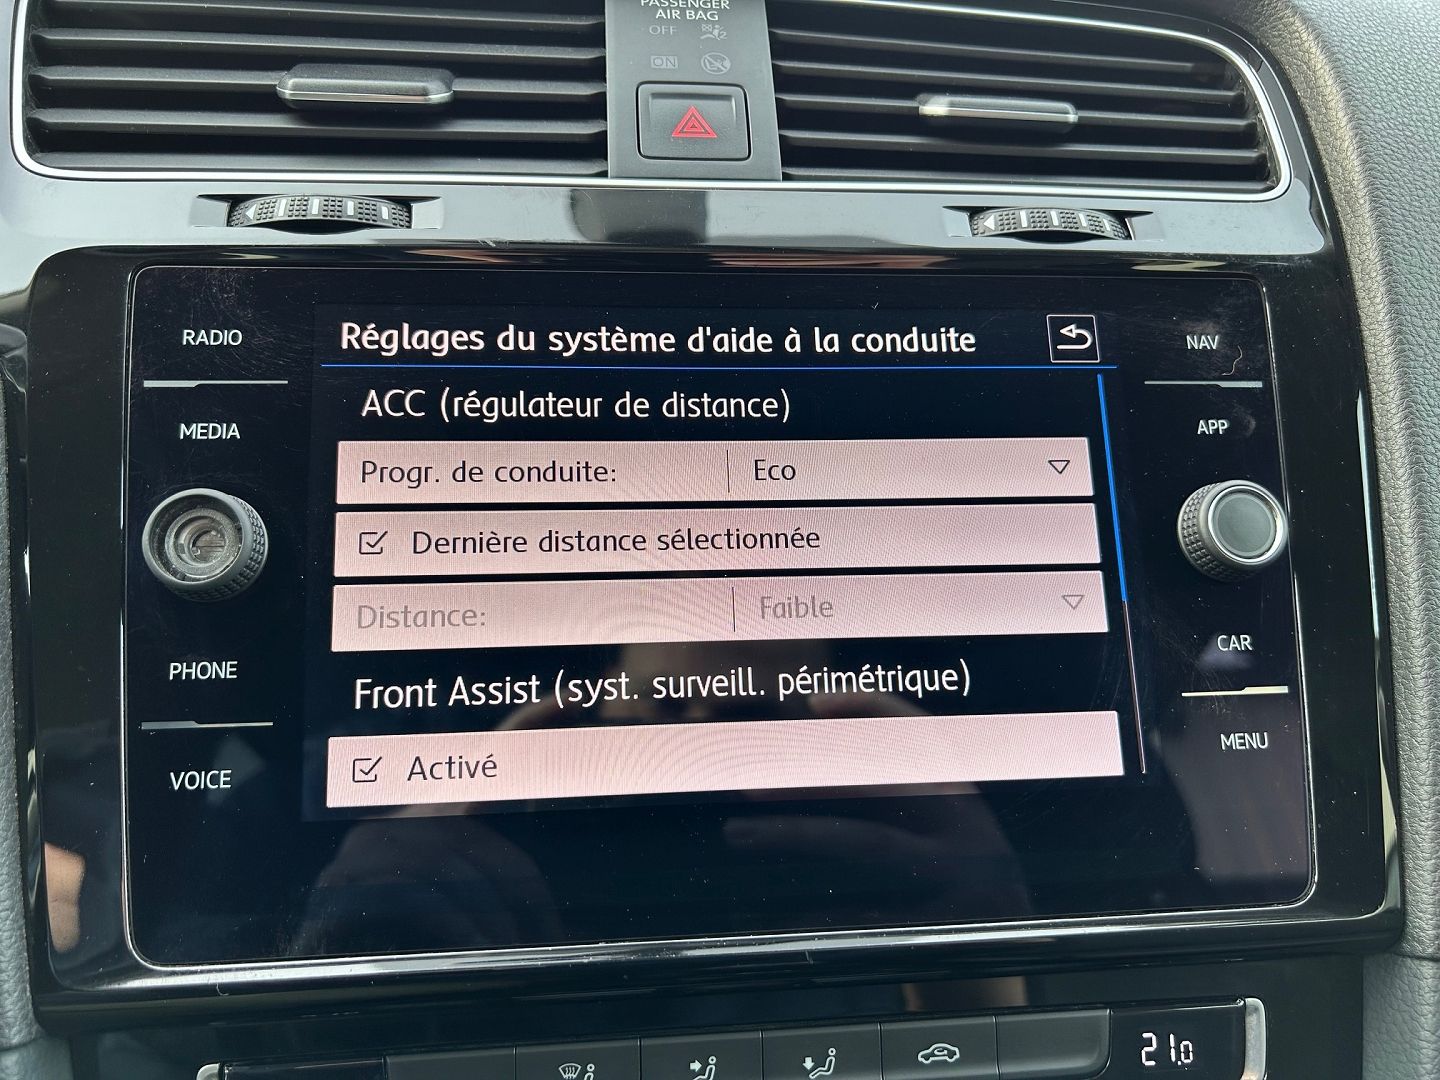 PASSENGER
AIR BAG
OFF
ON
RADIO
MEDIA
PHONE
VOICE
Réglages du système d'aide à la conduite
ACC (régulateur de distance)
Progr. de conduite: Eco
Dernière distance sélectionnée
Distance: Faible
Front Assist (syst. surveill. périmétrique)
Activé
NAV
APP
CAR
MENU
21.0